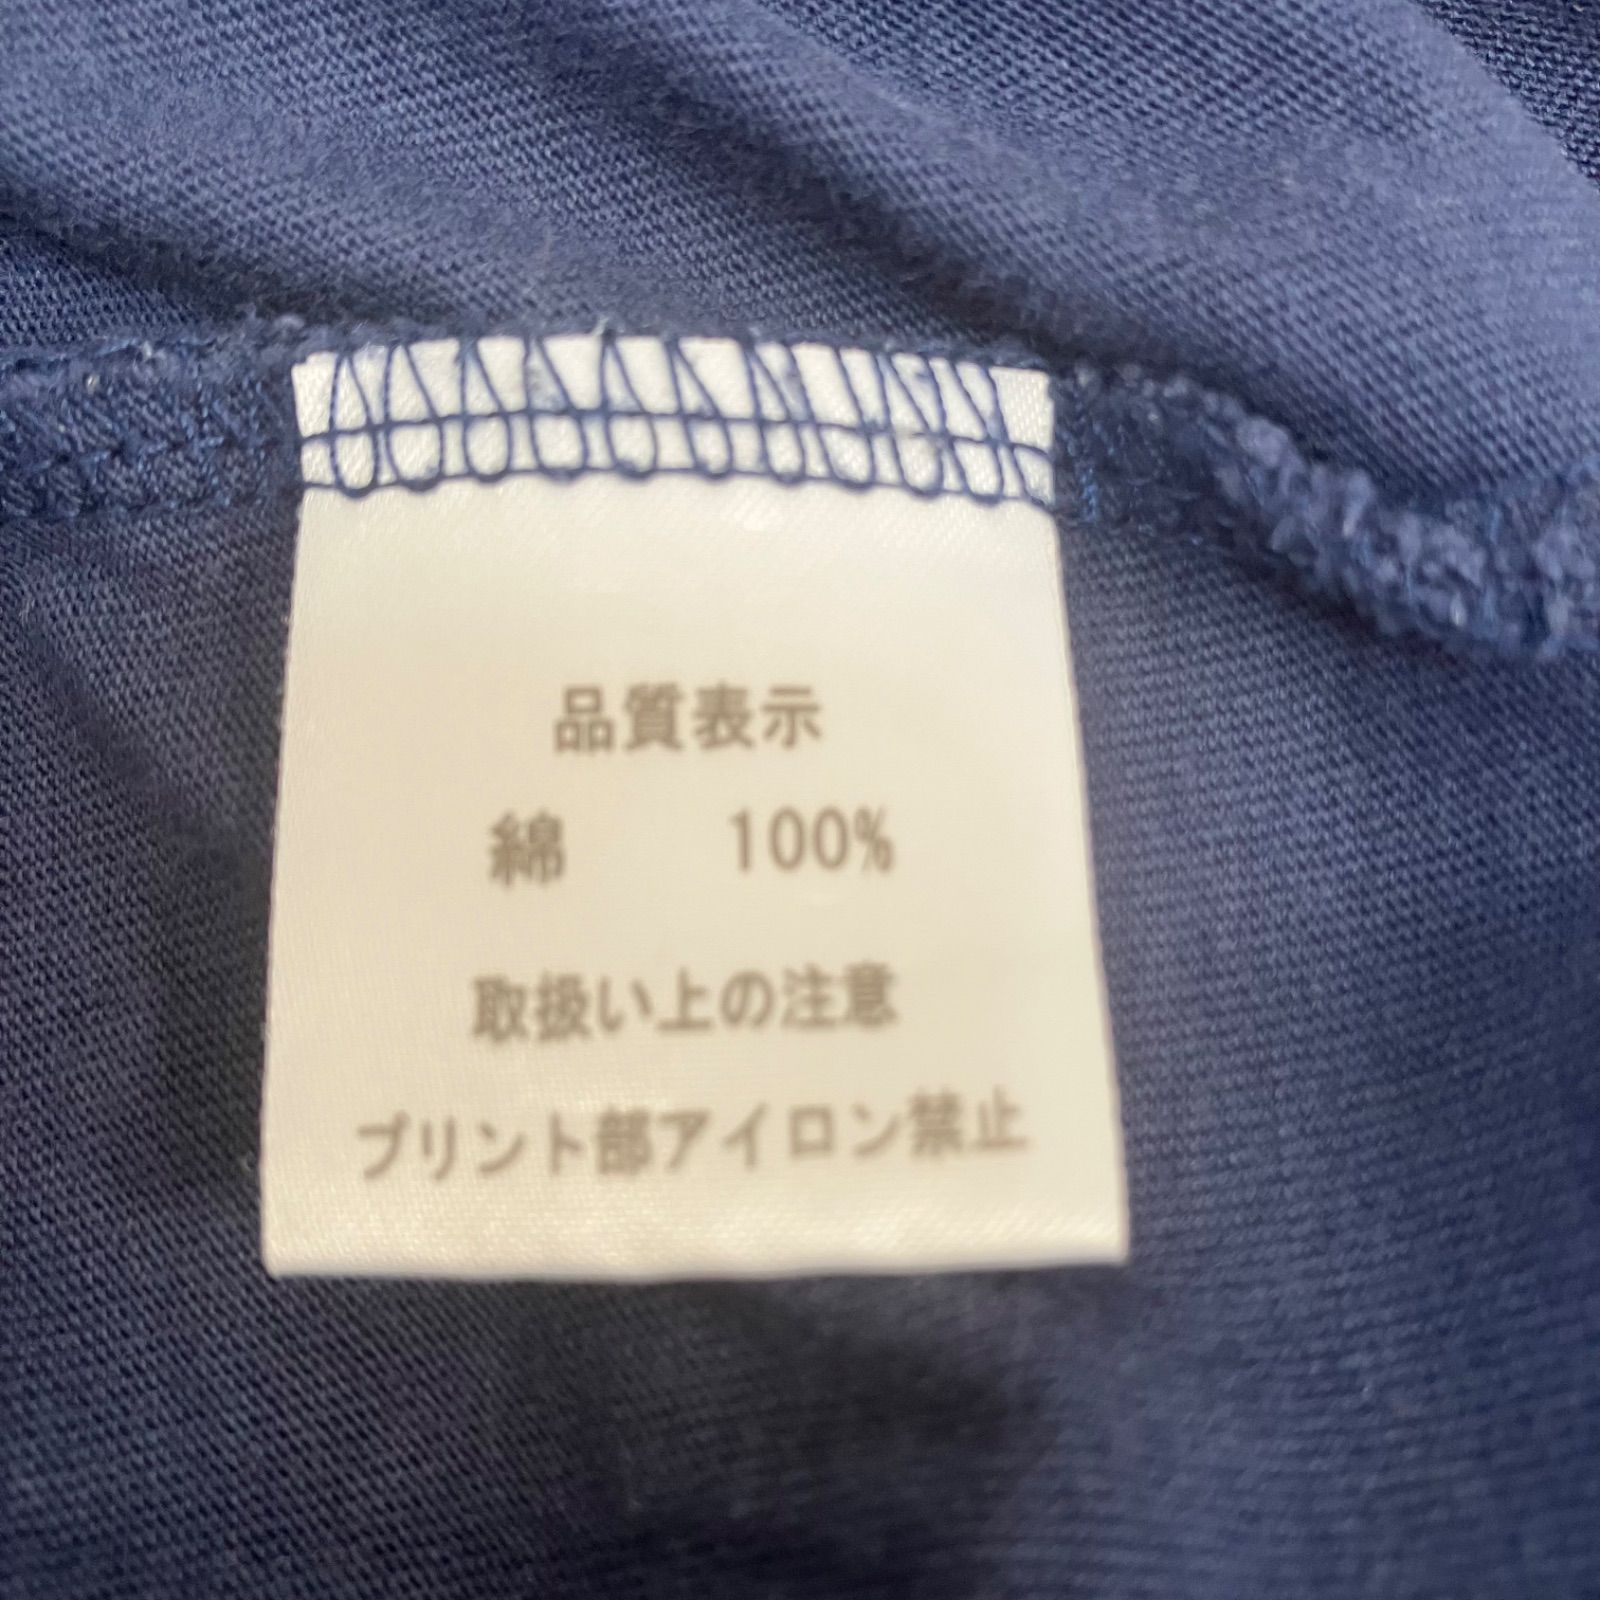 品質表示
綿 100%
取扱い上の注意
プリント部アイロン禁止